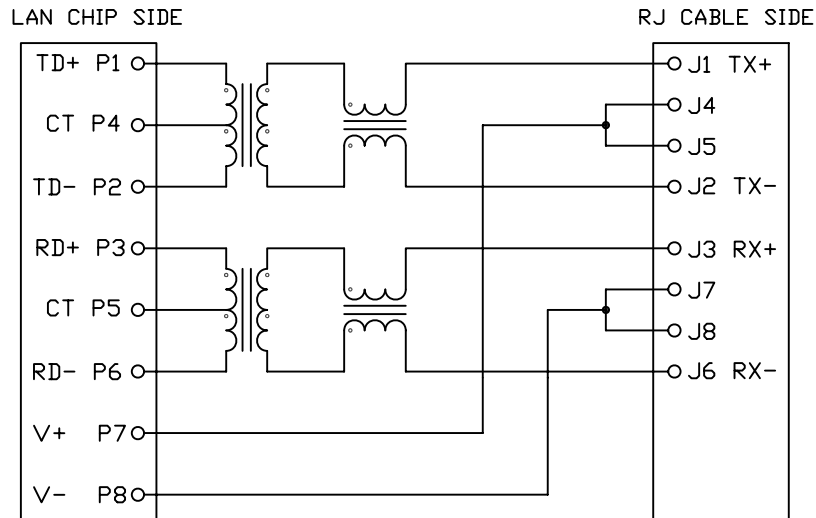 LAN CHIP SIDE
RJ CABLE SIDE
TD+ P1
J1 TX+
J4
CT P4
J5
TD- P2
J2 TX-
RD+ P3
J3 RX+
J7
CT P5
J8
RD- P6
J6 RX-
V+ P7
V- P8